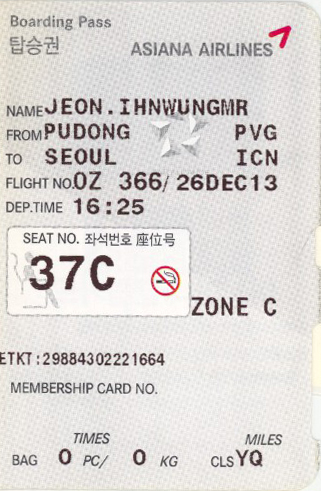 Boarding Pass
탑승권 ASIANA AIRLINES
NAME JEON.IHNWUNGMR
FROM PUDONG PVG
TO SEOUL ICN
FLIGHT NO. OZ 366/ 26DEC13
DEP.TIME 16:25
SEAT NO. 좌석번호 座位号
37C
ZONE C
ETKT:29884302221664
MEMBERSHIP CARD NO.
TIMES MILES
BAG 0 PC/ 0 KG CLS YQ